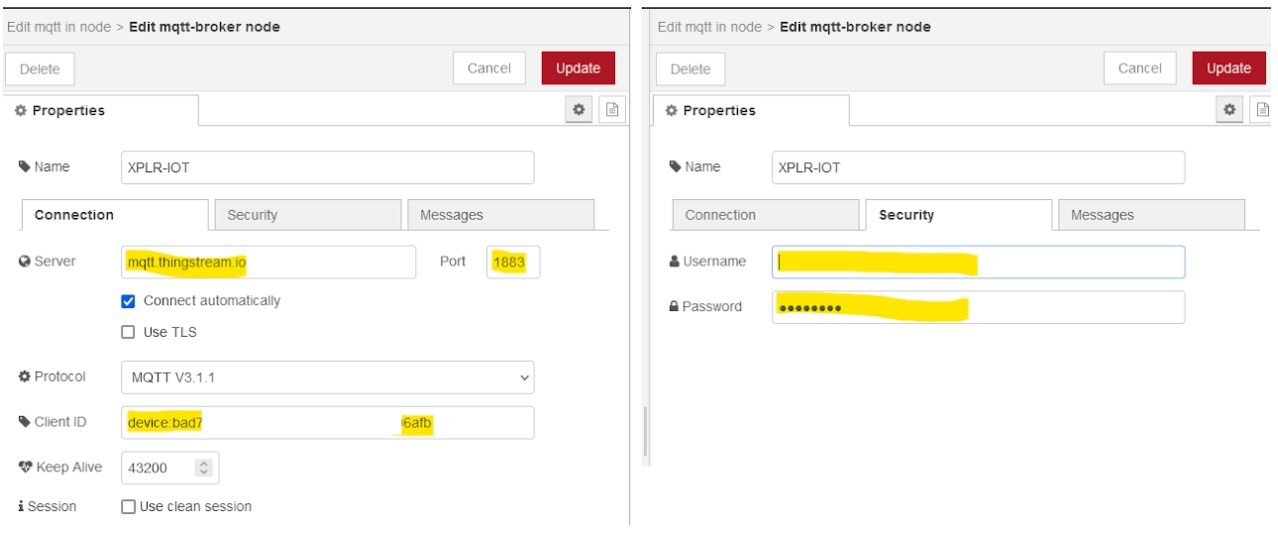 Edit mqtt in node > Edit mqtt-broker node
Delete
Cancel
Update
Properties
Name
XPLR-IOT
Connection
Security
Messages
Server
mqtt.thingstream.io
Port
1883
Connect automatically
Use TLS
Protocol
MQTT V3.1.1
Client ID
device:bad7
6afb
Keep Alive
43200
Session
Use clean session
Edit mqtt in node > Edit mqtt-broker node
Delete
Cancel
Update
Properties
Name
XPLR-IOT
Connection
Security
Messages
Username
Password
••••••••